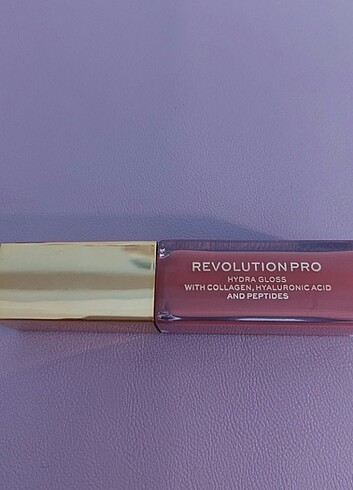 REVOLUTION PRO
HYDRA GLOSS
WITH COLLAGEN, HYALURONIC ACID
AND PEPTIDES